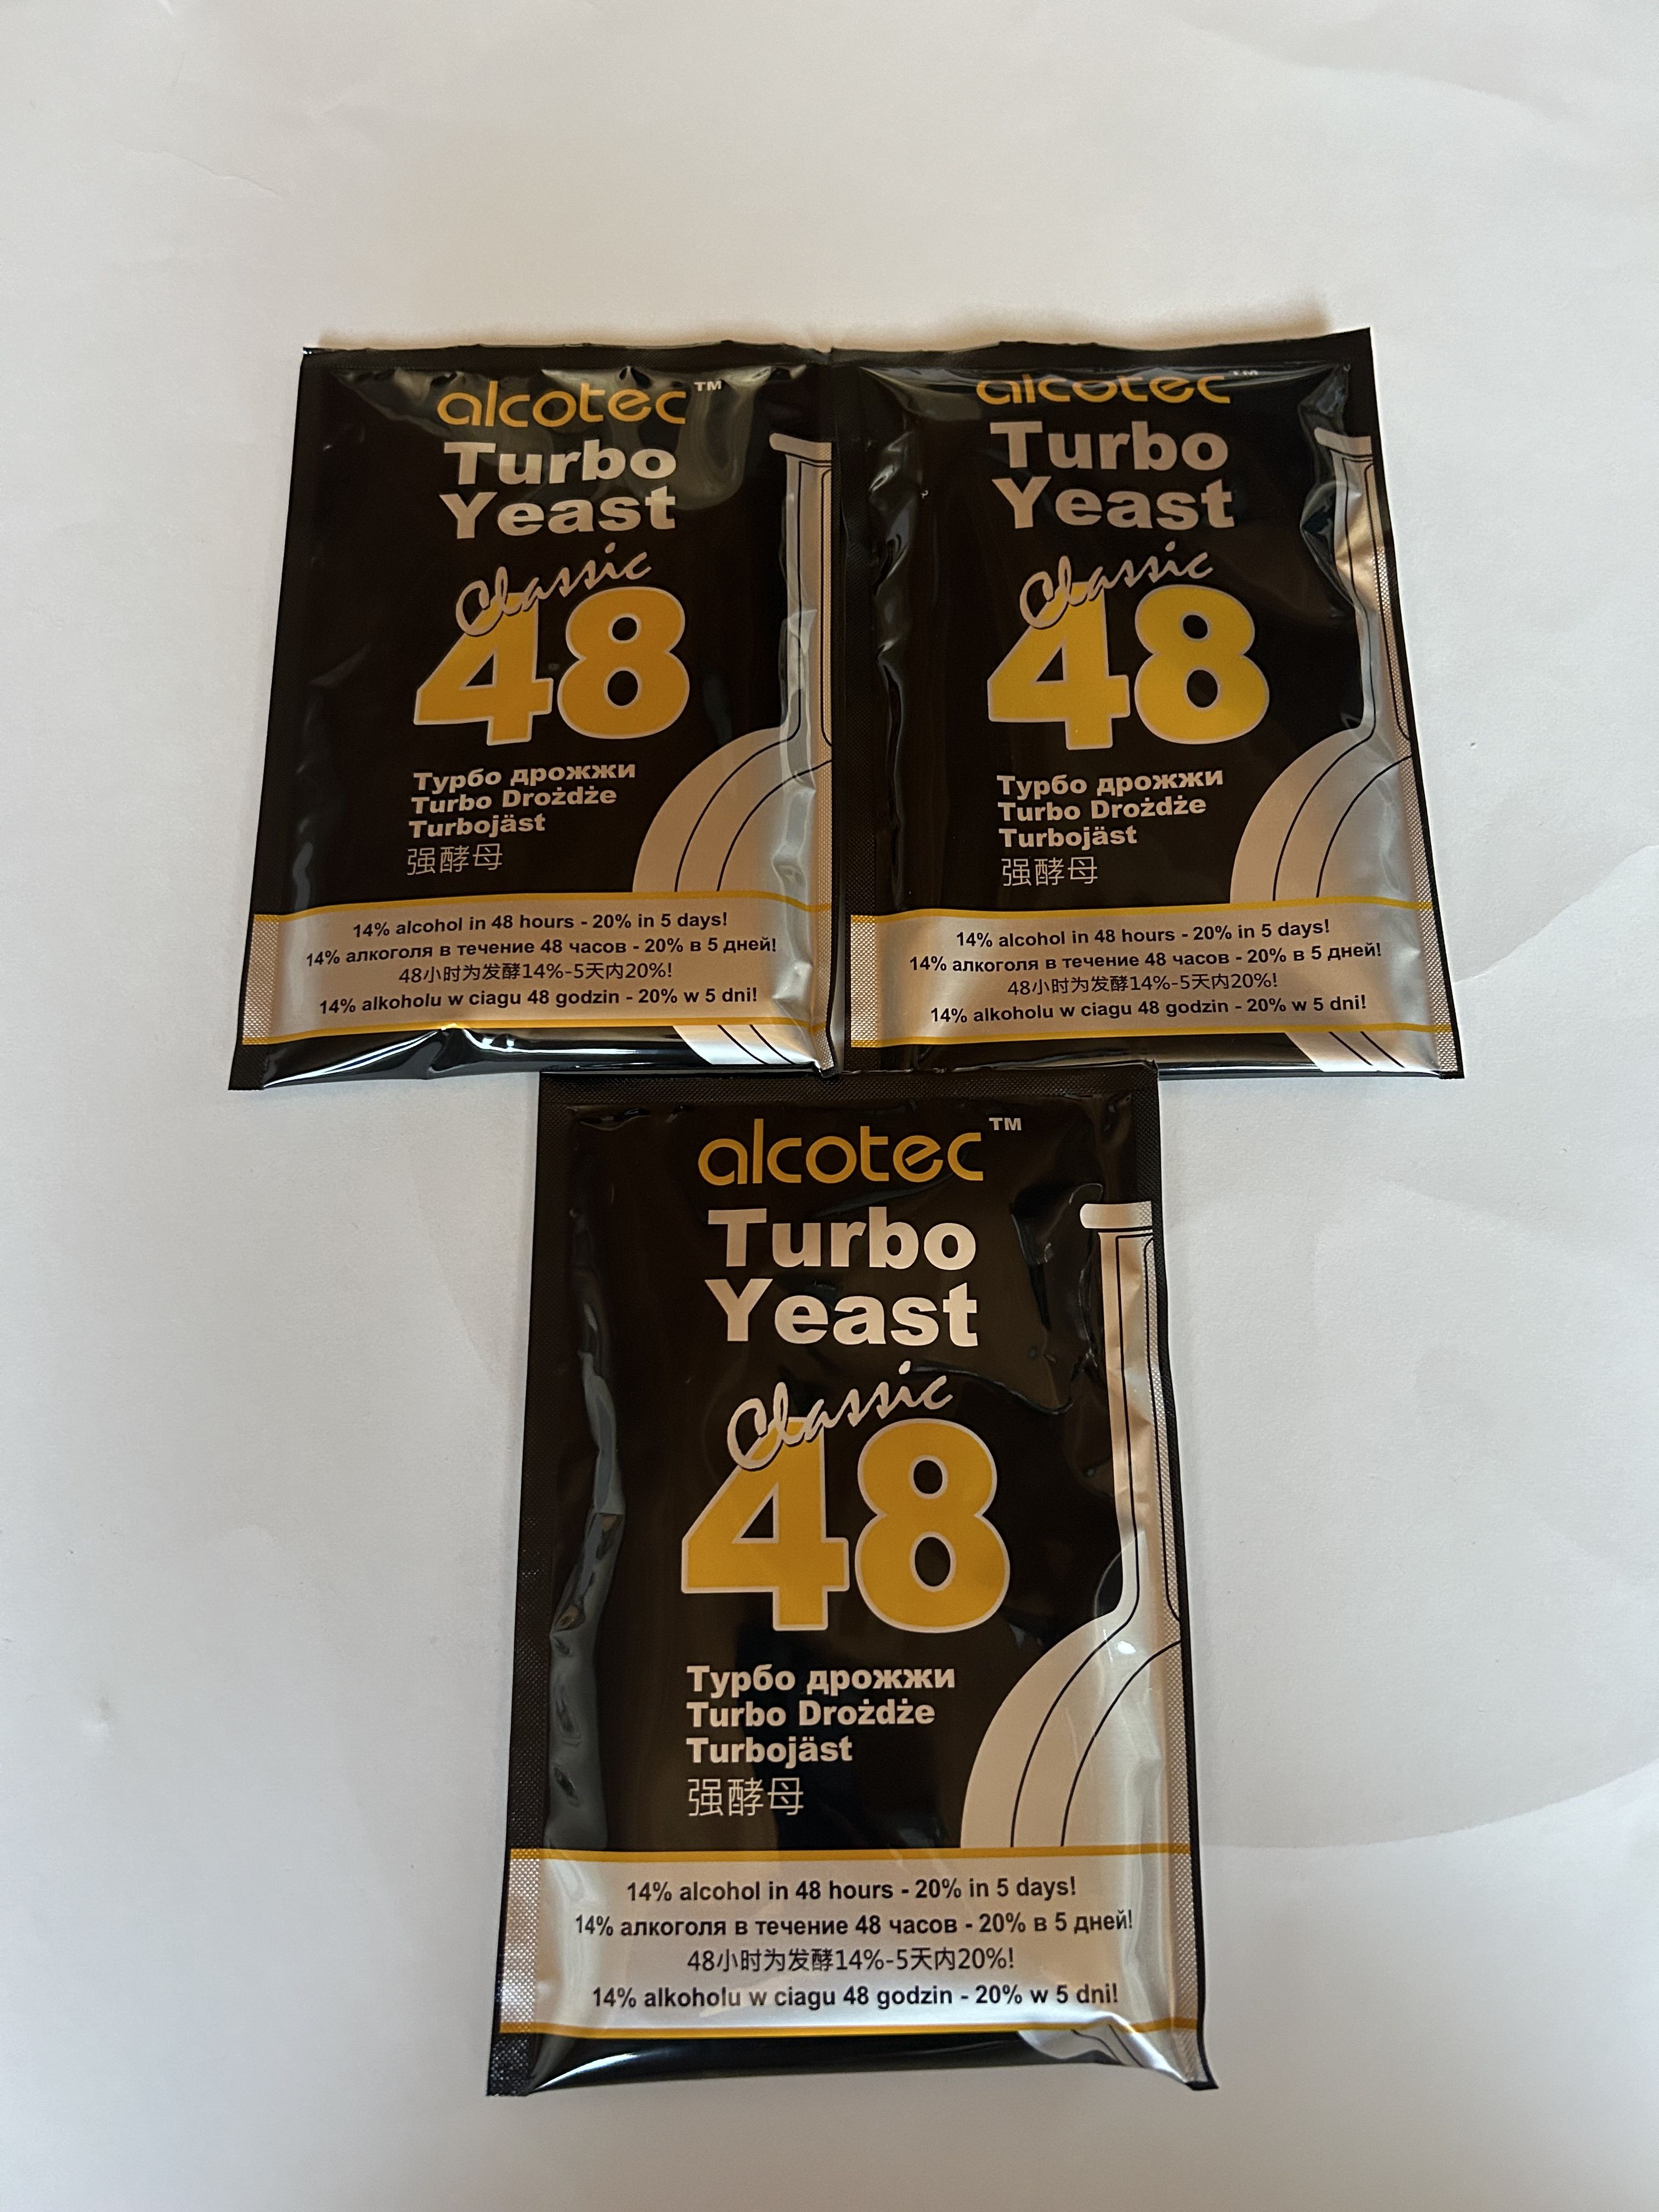 alcotec™
Turbo
Yeast
Classic
48
Турбо дрожжи
Turbo Drożdże
Turbojäst
强酵母
14% alcohol in 48 hours - 20% in 5 days!
14% алкоголя в течение 48 часов - 20% в 5 дней!
48小时为发酵14%-5天内20%!
14% alkoholu w ciagu 48 godzin - 20% w 5 dni!
alcotec™
Turbo
Yeast
Classic
48
Турбо дрожжи
Turbo Drożdże
Turbojäst
强酵母
14% alcohol in 48 hours - 20% in 5 days!
14% алкоголя в течение 48 часов - 20% в 5 дней!
48小时为发酵14%-5天内20%!
14% alkoholu w ciagu 48 godzin - 20% w 5 dni!
alcotec™
Turbo
Yeast
Classic
48
Турбо дрожжи
Turbo Drożdże
Turbojäst
强酵母
14% alcohol in 48 hours - 20% in 5 days!
14% алкоголя в течение 48 часов - 20% в 5 дней!
48小时为发酵14%-5天内20%!
14% alkoholu w ciagu 48 godzin - 20% w 5 dni!